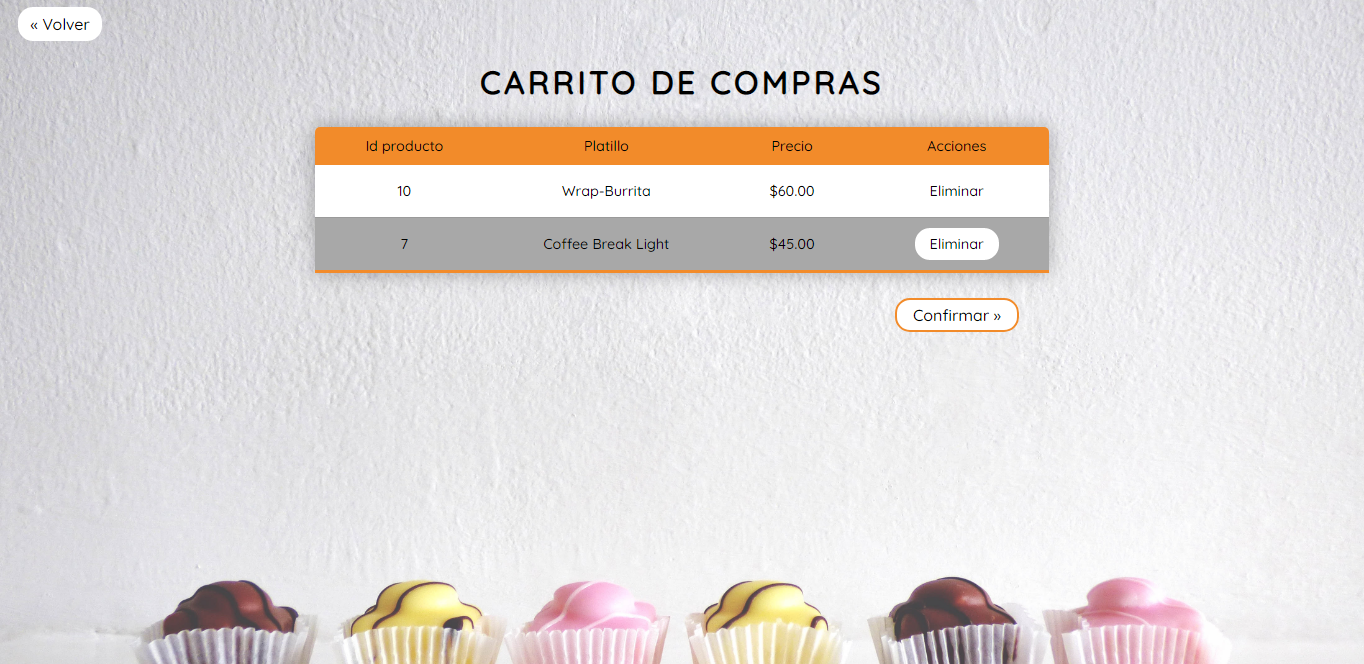 « Volver
CARRITO DE COMPRAS
Id producto Platillo Precio Acciones
10 Wrap-Burrita $60.00 Eliminar
7 Coffee Break Light $45.00 Eliminar
Confirmar »